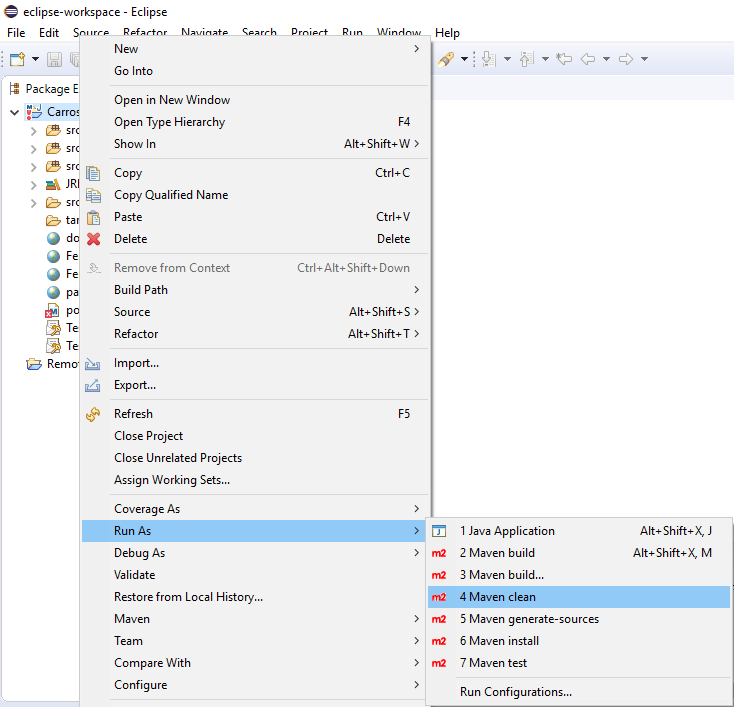 eclipse-workspace - Eclipse
File Edit Source Refactor Navigate Search Project Run Window Help
Package E
New
Go Into
Open in New Window
Open Type Hierarchy F4
Show In Alt+Shift+W
Copy Ctrl+C
Copy Qualified Name
Paste Ctrl+V
Delete Delete
Remove from Context Ctrl+Alt+Shift+Down
Build Path
Source Alt+Shift+S
Refactor Alt+Shift+T
Import...
Export...
Refresh F5
Close Project
Close Unrelated Projects
Assign Working Sets...
Coverage As
Run As
Debug As
Validate
Restore from Local History...
Maven
Team
Compare With
Configure
Carros
src
src
src
JRE
src
tar
do
Fe
Fe
pa
po
Te
Te
Remo
1 Java Application Alt+Shift+X, J
m2 2 Maven build Alt+Shift+X, M
m2 3 Maven build...
m2 4 Maven clean
m2 5 Maven generate-sources
m2 6 Maven install
m2 7 Maven test
Run Configurations...